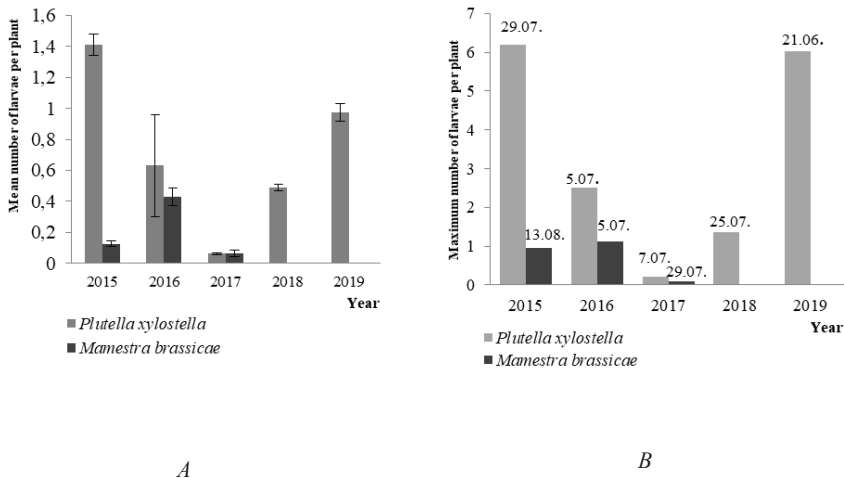 Mean number of larvae per plant
1,6
1,4
1,2
1
0,8
0,6
0,4
0,2
0
2015 2016 2017 2018 2019
Year
Plutella xylostella
Mamestra brassicae
A
Maximum number of larvae per plant
7
6
5
4
3
2
1
0
29.07.
13.08.
5.07.
5.07.
7.07.
29.07.
25.07.
21.06.
2015 2016 2017 2018 2019
Year
Plutella xylostella
Mamestra brassicae
B